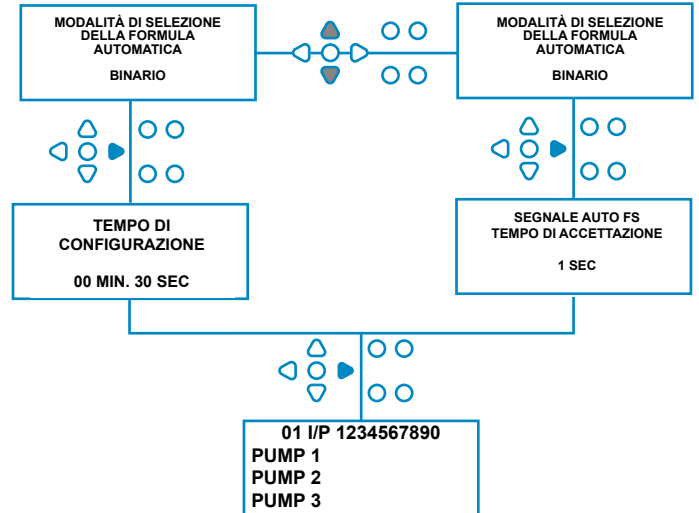 MODALITÀ DI SELEZIONE
DELLA FORMULA
AUTOMATICA
BINARIO
MODALITÀ DI SELEZIONE
DELLA FORMULA
AUTOMATICA
BINARIO
TEMPO DI
CONFIGURAZIONE
00 MIN. 30 SEC
SEGNALE AUTO FS
TEMPO DI ACCETTAZIONE
1 SEC
01 I/P 1234567890
PUMP 1
PUMP 2
PUMP 3